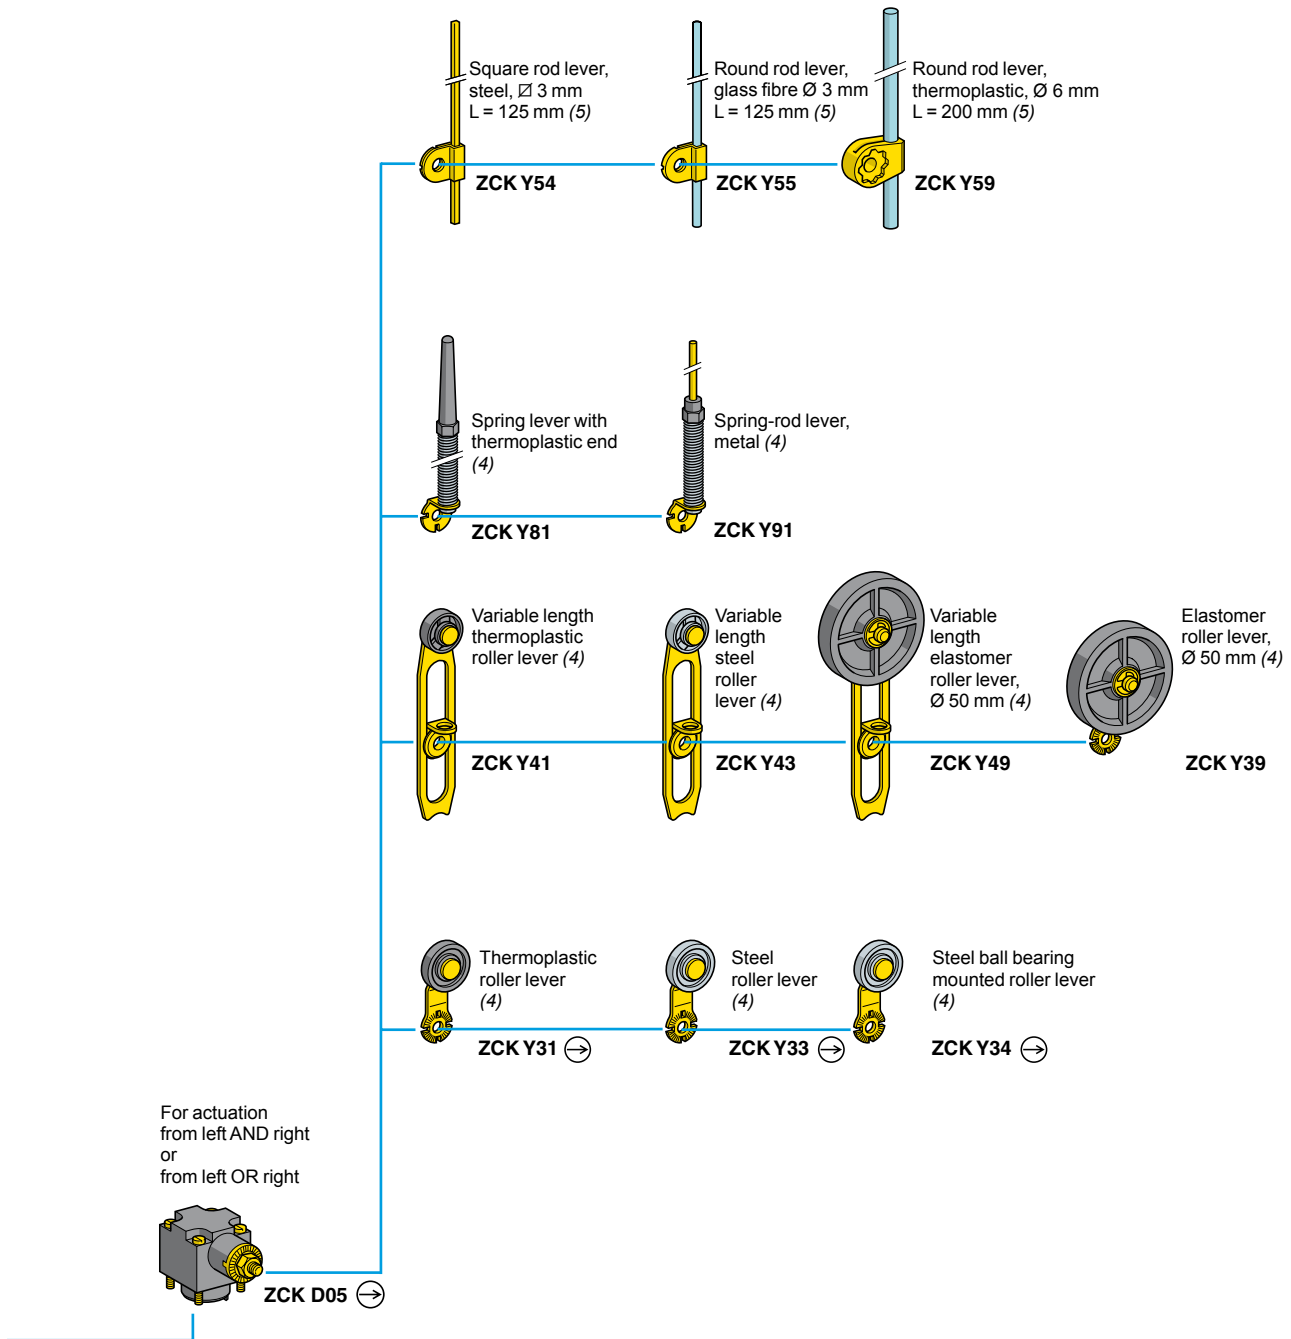 Square rod lever,
steel, ⌀ 3 mm
L = 125 mm (5)
ZCK Y54
Round rod lever,
glass fibre Ø 3 mm
L = 125 mm (5)
ZCK Y55
Round rod lever,
thermoplastic, Ø 6 mm
L = 200 mm (5)
ZCK Y59
Spring lever with
thermoplastic end
(4)
ZCK Y81
Spring-rod lever,
metal (4)
ZCK Y91
Variable length
thermoplastic
roller lever (4)
ZCK Y41
Variable
length
steel
roller
lever (4)
ZCK Y43
Variable
length
elastomer
roller lever,
Ø 50 mm (4)
ZCK Y49
Elastomer
roller lever,
Ø 50 mm (4)
ZCK Y39
Thermoplastic
roller lever
(4)
ZCK Y31
Steel
roller lever
(4)
ZCK Y33
Steel ball bearing
mounted roller lever
(4)
ZCK Y34
For actuation
from left AND right
or
from left OR right
ZCK D05